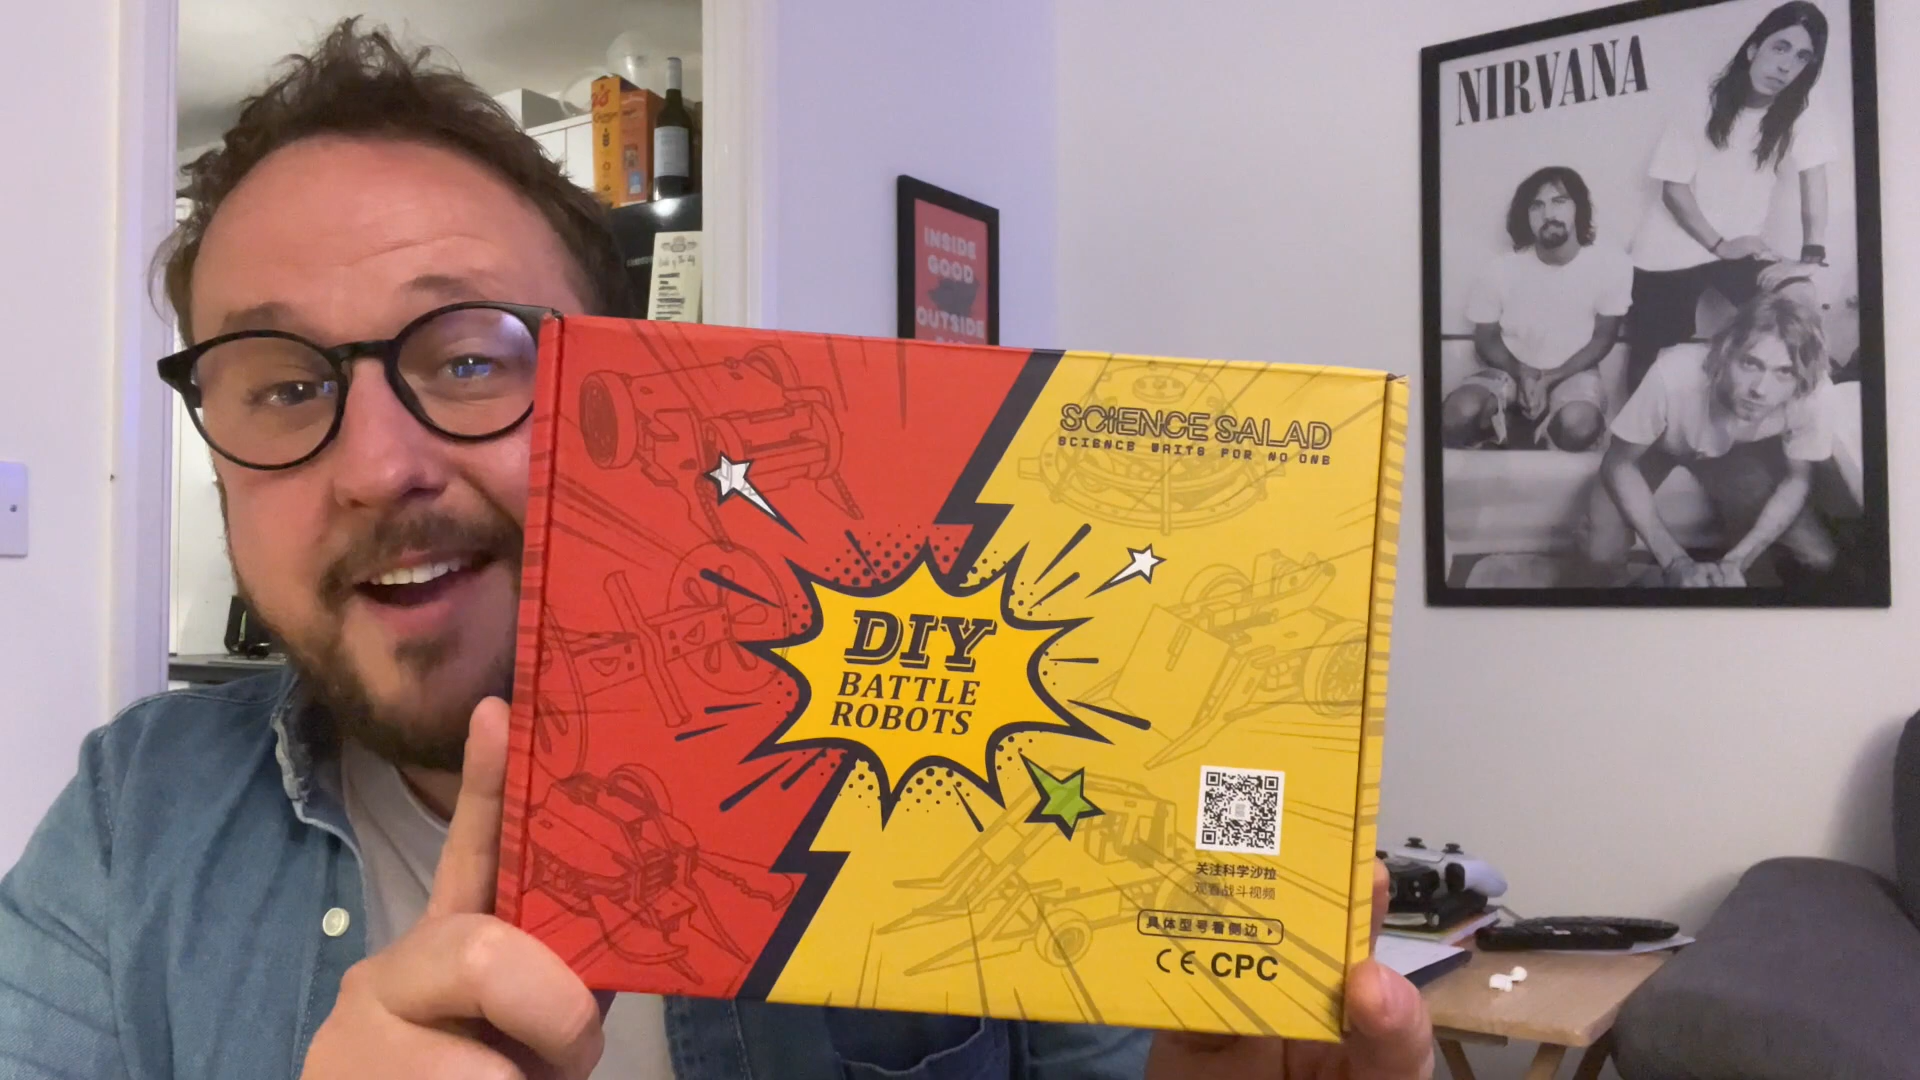 NIRVANA
INSIDE
GOOD
OUTSIDE
SCIENCE SALAD
SCIENCE WAITS FOR NO ONE
DIY
BATTLE
ROBOTS
关注科学沙拉
观看战斗视频
具体型号看侧边
CE CPC